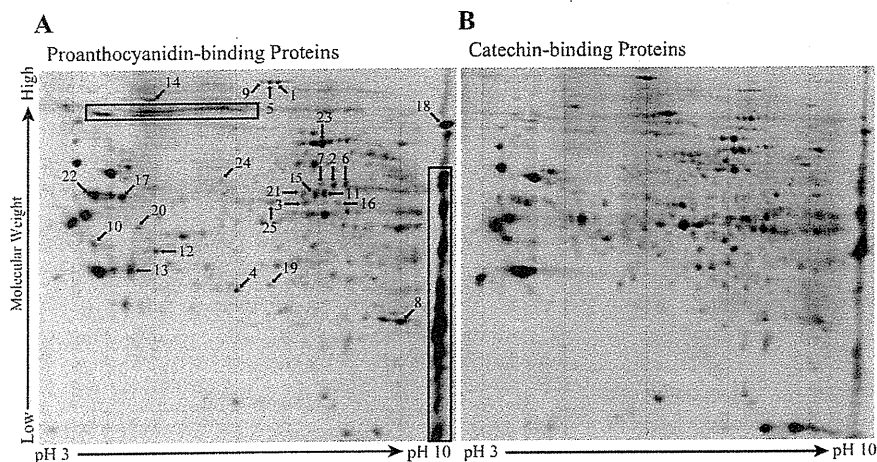 A
B
Proanthocyanidin-binding Proteins
Catechin-binding Proteins
High
Molecular Weight
Low
14
9
1
5
18
23
24
7 2 6
22
17
15
21
11
3
16
10
20
25
12
13
4
19
8
pH 3
pH 10
pH 3
pH 10